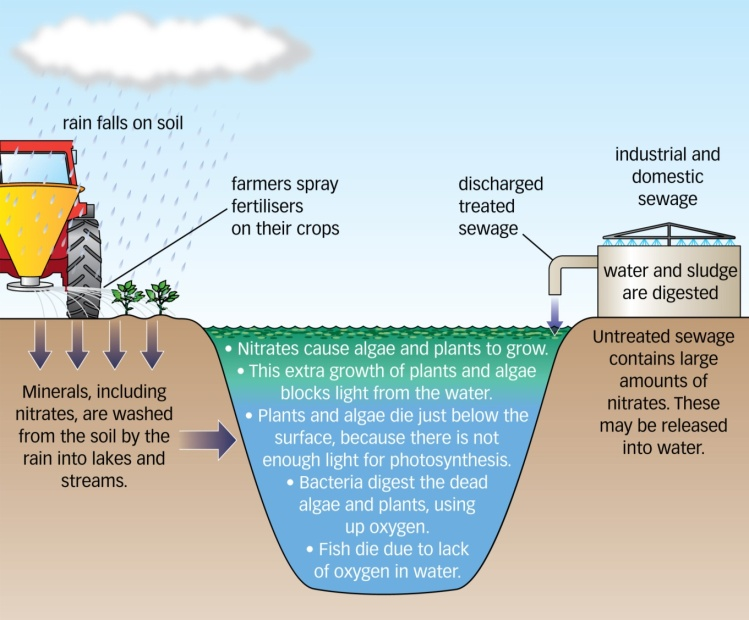 rain falls on soil
farmers spray
fertilisers
on their crops
discharged
treated
sewage
industrial and
domestic
sewage
water and sludge
are digested
Minerals, including
nitrates, are washed
from the soil by the
rain into lakes and
streams.
• Nitrates cause algae and plants to grow.
• This extra growth of plants and algae
blocks light from the water.
• Plants and algae die just below the
surface, because there is not
enough light for photosynthesis.
• Bacteria digest the dead
algae and plants, using
up oxygen.
• Fish die due to lack
of oxygen in water.
Untreated sewage
contains large
amounts of
nitrates. These
may be released
into water.